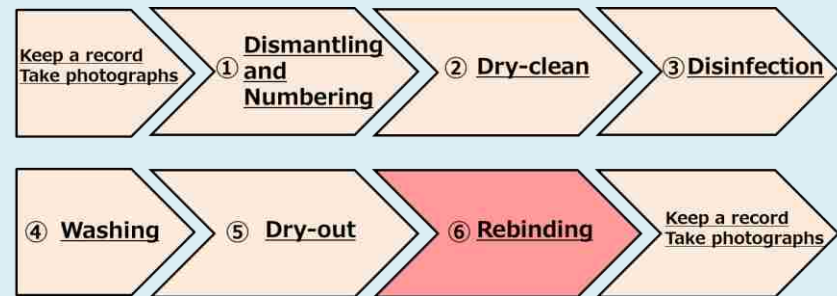 Keep a record
Take photographs
① Dismantling
and
Numbering
② Dry-clean
③ Disinfection
④ Washing
⑤ Dry-out
⑥ Rebinding
Keep a record
Take photographs